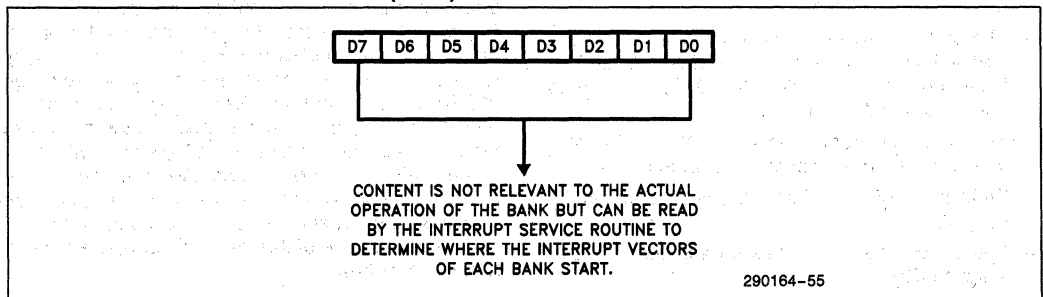 D7 D6 D5 D4 D3 D2 D1 D0
CONTENT IS NOT RELEVANT TO THE ACTUAL
OPERATION OF THE BANK BUT CAN BE READ
BY THE INTERRUPT SERVICE ROUTINE TO
DETERMINE WHERE THE INTERRUPT VECTORS
OF EACH BANK START.
290164-55